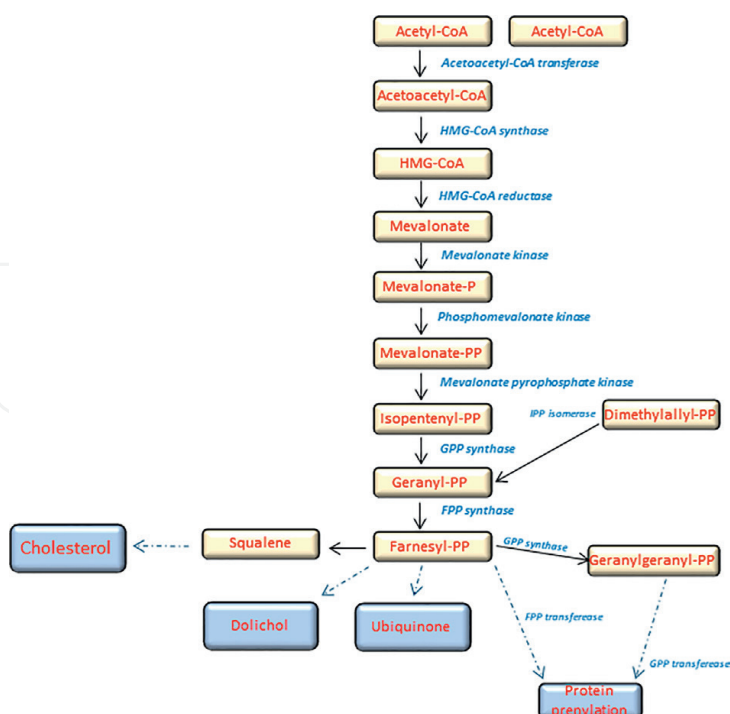 Acetyl-CoA Acetyl-CoA
Acetoacetyl-CoA transferase
Acetoacetyl-CoA
HMG-CoA synthase
HMG-CoA
HMG-CoA reductase
Mevalonate
Mevalonate kinase
Mevalonate-P
Phosphomevalonate kinase
Mevalonate-PP
Mevalonate pyrophosphate kinase
Isopentenyl-PP
IPP isomerase
Dimethylallyl-PP
GPP synthase
Geranyl-PP
FPP synthase
Cholesterol
Squalene
Farnesyl-PP
GPP synthase
Geranylgeranyl-PP
Dolichol
Ubiquinone
FPP transferease
GPP transferease
Protein
prenylation